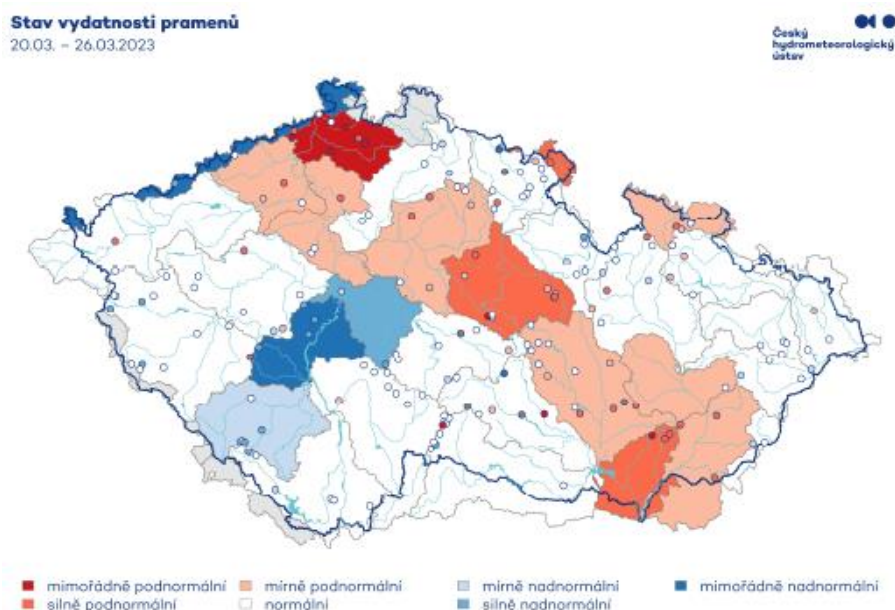 Stav vydatnosti pramenů
20.03. – 26.03.2023
Český
hydrometeorologický
ústav
mimořádně podnormální
mírně podnormální
mírně nadnormální
mimořádně nadnormální
silně podnormální
normální
silně nadnormální